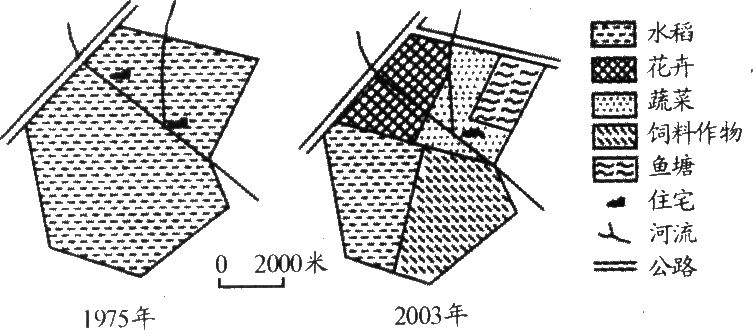 水稻
花卉
蔬菜
饲料作物
鱼塘
住宅
河流
公路
0 2000米
1975年
2003年